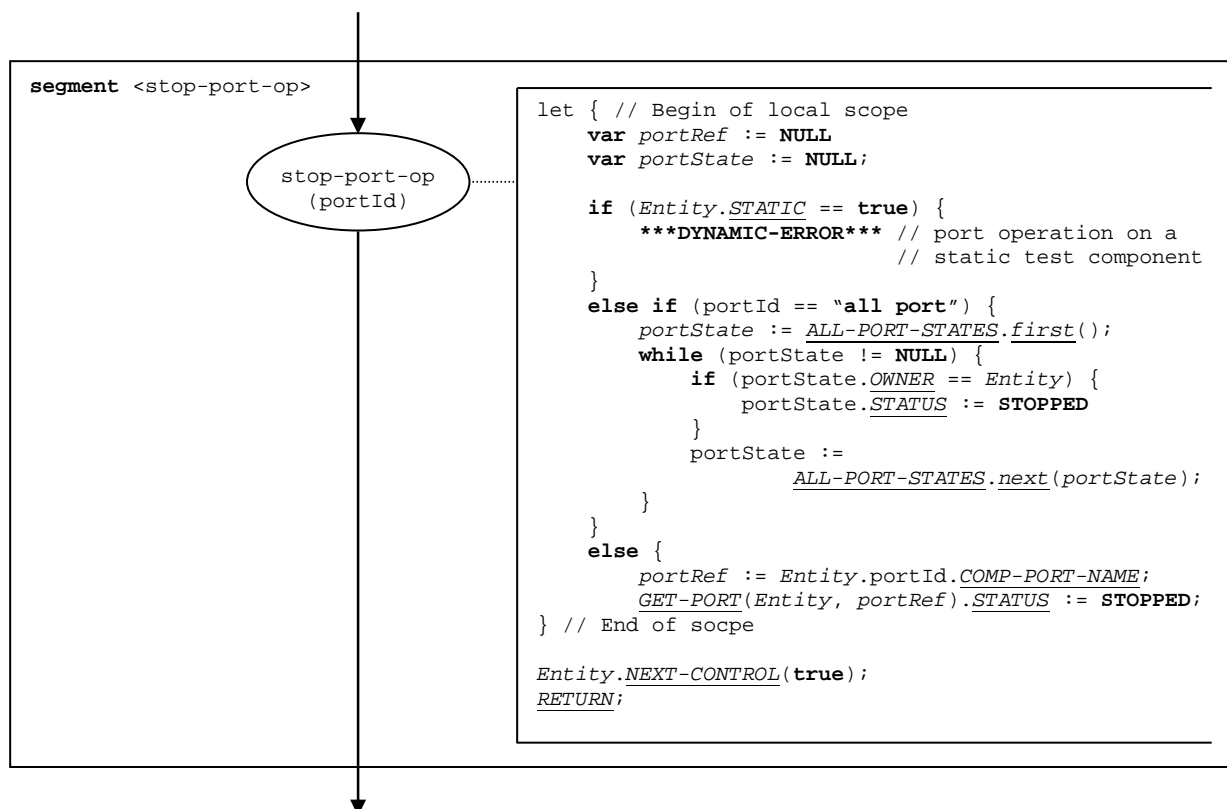 segment <stop-port-op>
stop-port-op
(portId)
let { // Begin of local scope
var portRef := NULL
var portState := NULL;
if (Entity.STATIC == true) {
***DYNAMIC-ERROR*** // port operation on a
// static test component
}
else if (portId == “all port”) {
portState := ALL-PORT-STATES.first();
while (portState != NULL) {
if (portState.OWNER == Entity) {
portState.STATUS := STOPPED
}
portState :=
ALL-PORT-STATES.next(portState);
}
}
else {
portRef := Entity.portId.COMP-PORT-NAME;
GET-PORT(Entity, portRef).STATUS := STOPPED;
} // End of socpe
Entity.NEXT-CONTROL(true);
RETURN;